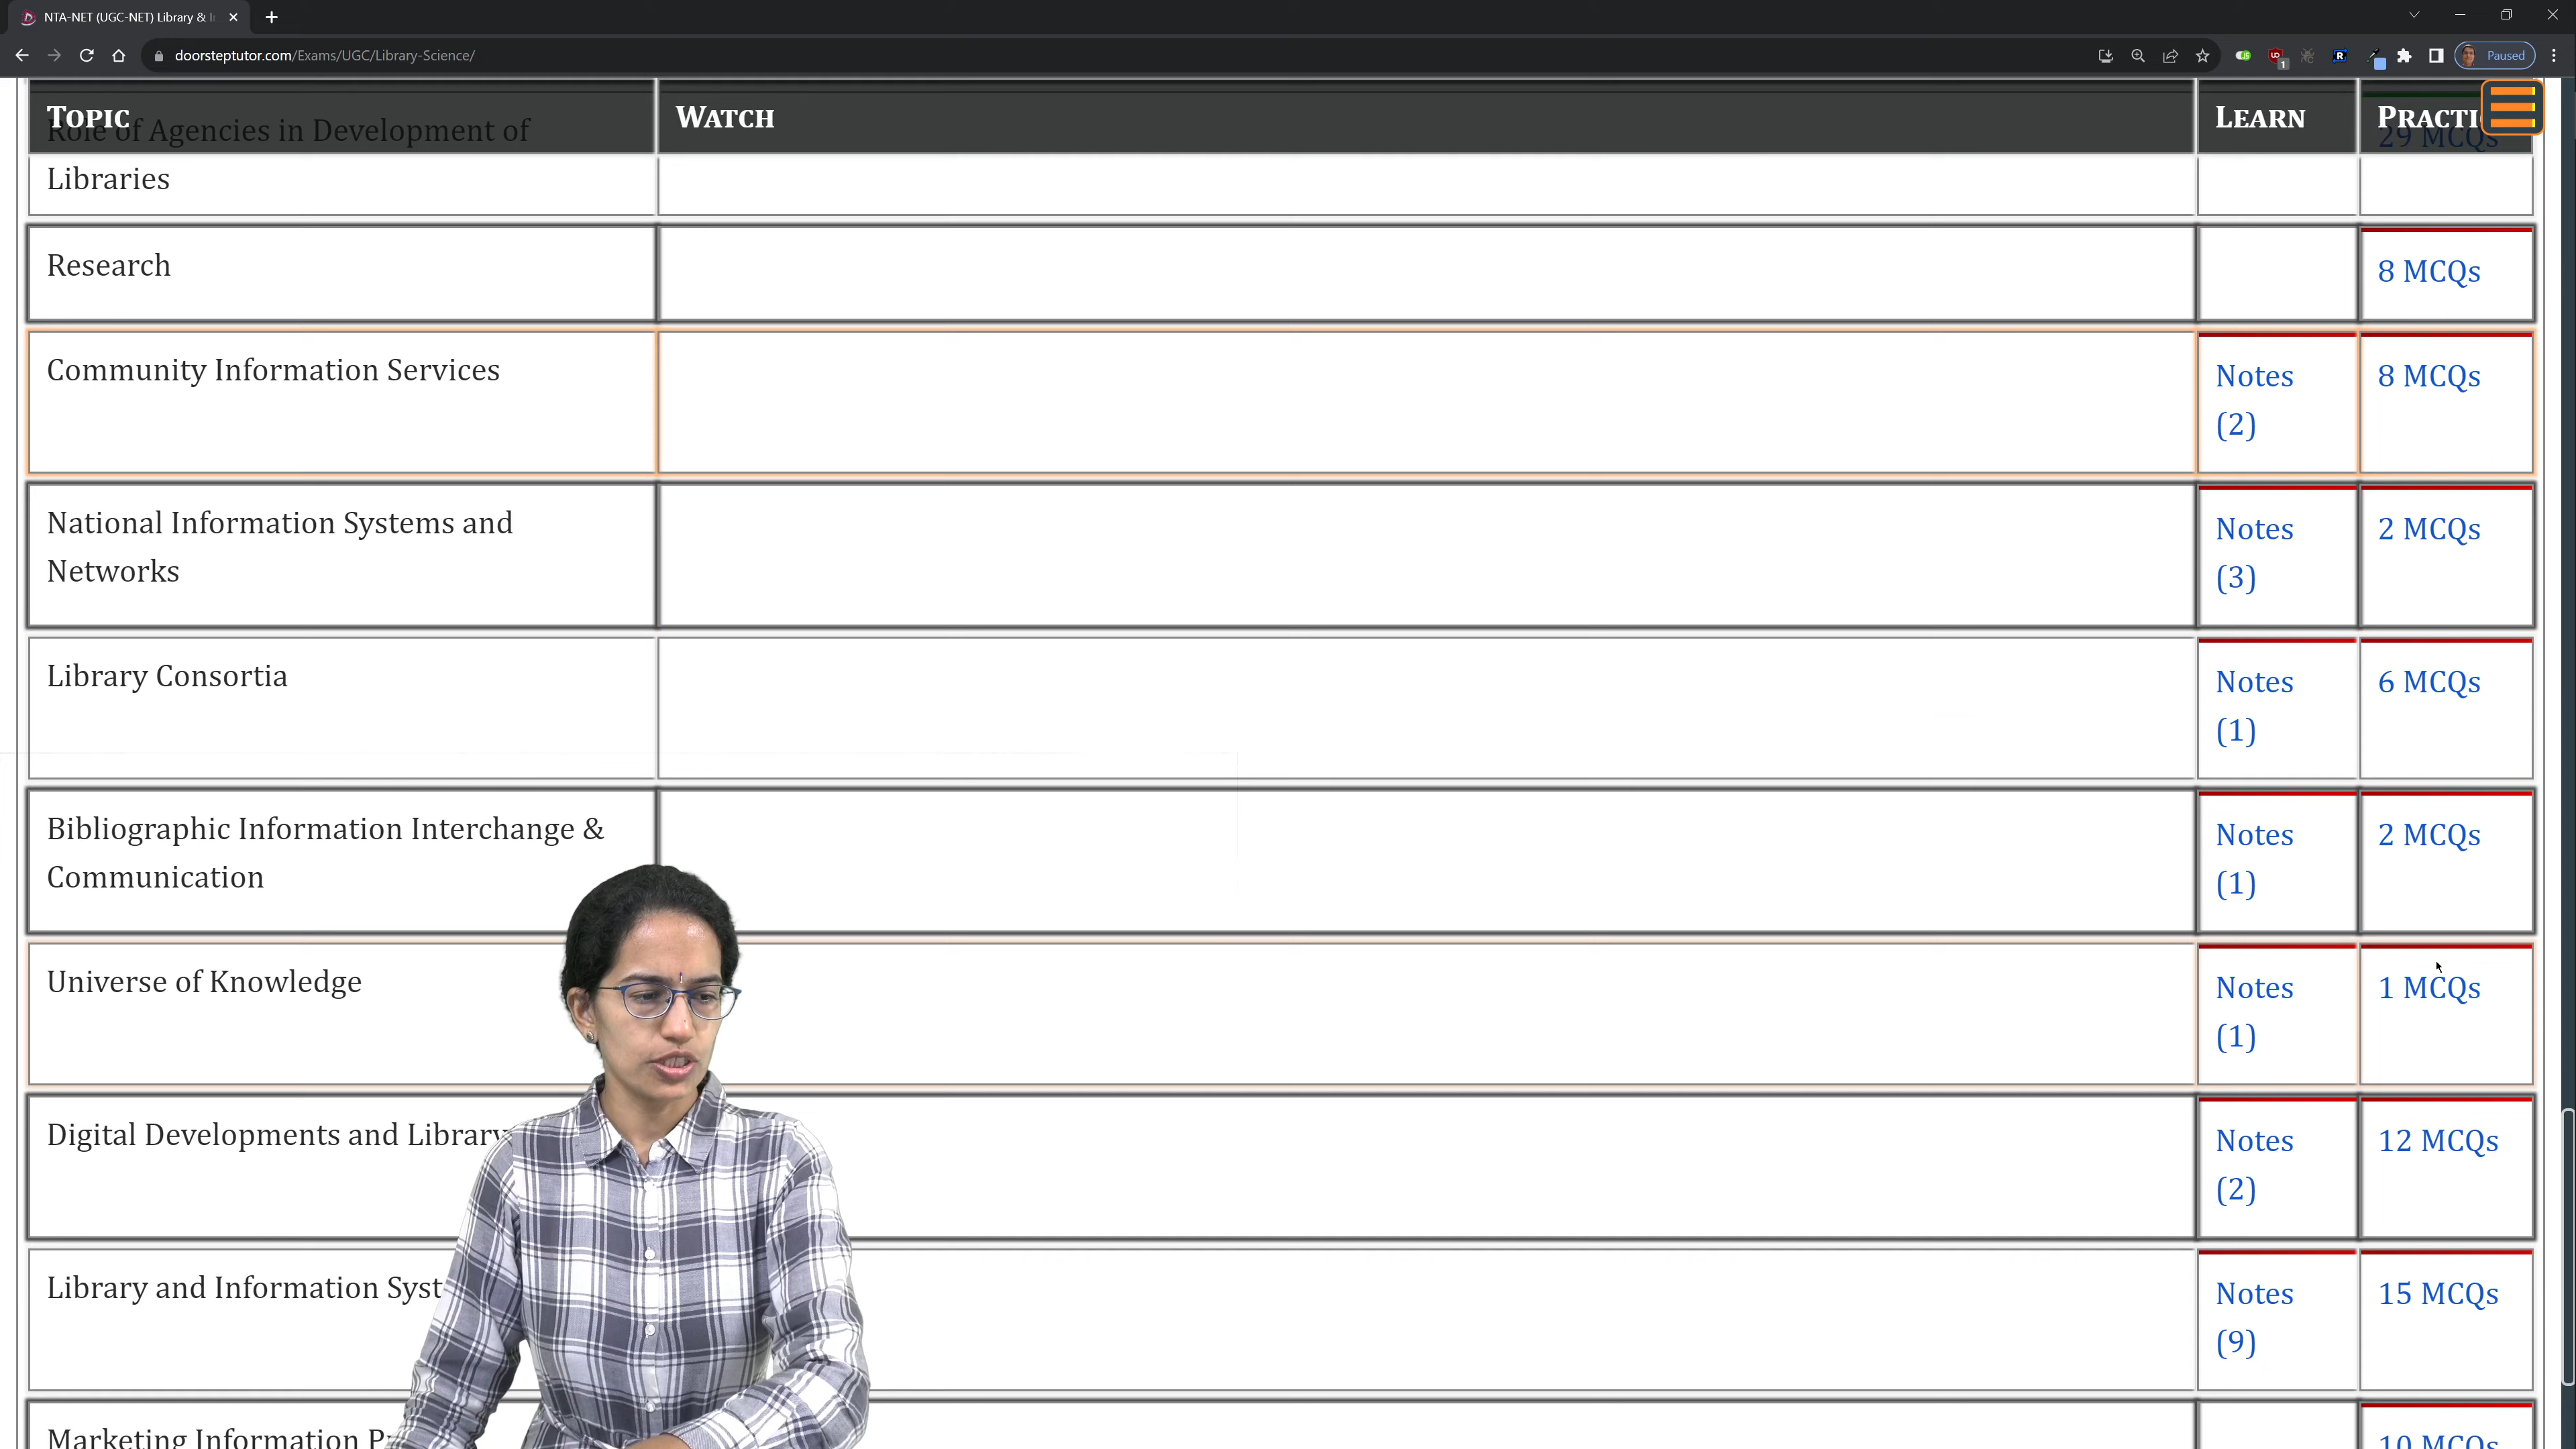 NTA-NET (UGC-NET) Library & I
doorsteptutor.com/Exams/UGC/Library-Science/
Paused
TOPIC
WATCH
LEARN
PRACTI
Role of Agencies in Development of
29 MCQs
Libraries
Research
8 MCQs
Community Information Services
Notes
8 MCQs
(2)
National Information Systems and
Notes
2 MCQs
Networks
(3)
Library Consortia
Notes
6 MCQs
(1)
Bibliographic Information Interchange &
Notes
2 MCQs
Communication
(1)
Universe of Knowledge
Notes
1 MCQs
(1)
Digital Developments and Library
Notes
12 MCQs
(2)
Library and Information Syst
Notes
15 MCQs
(9)
Marketing Information P
10 MCQs